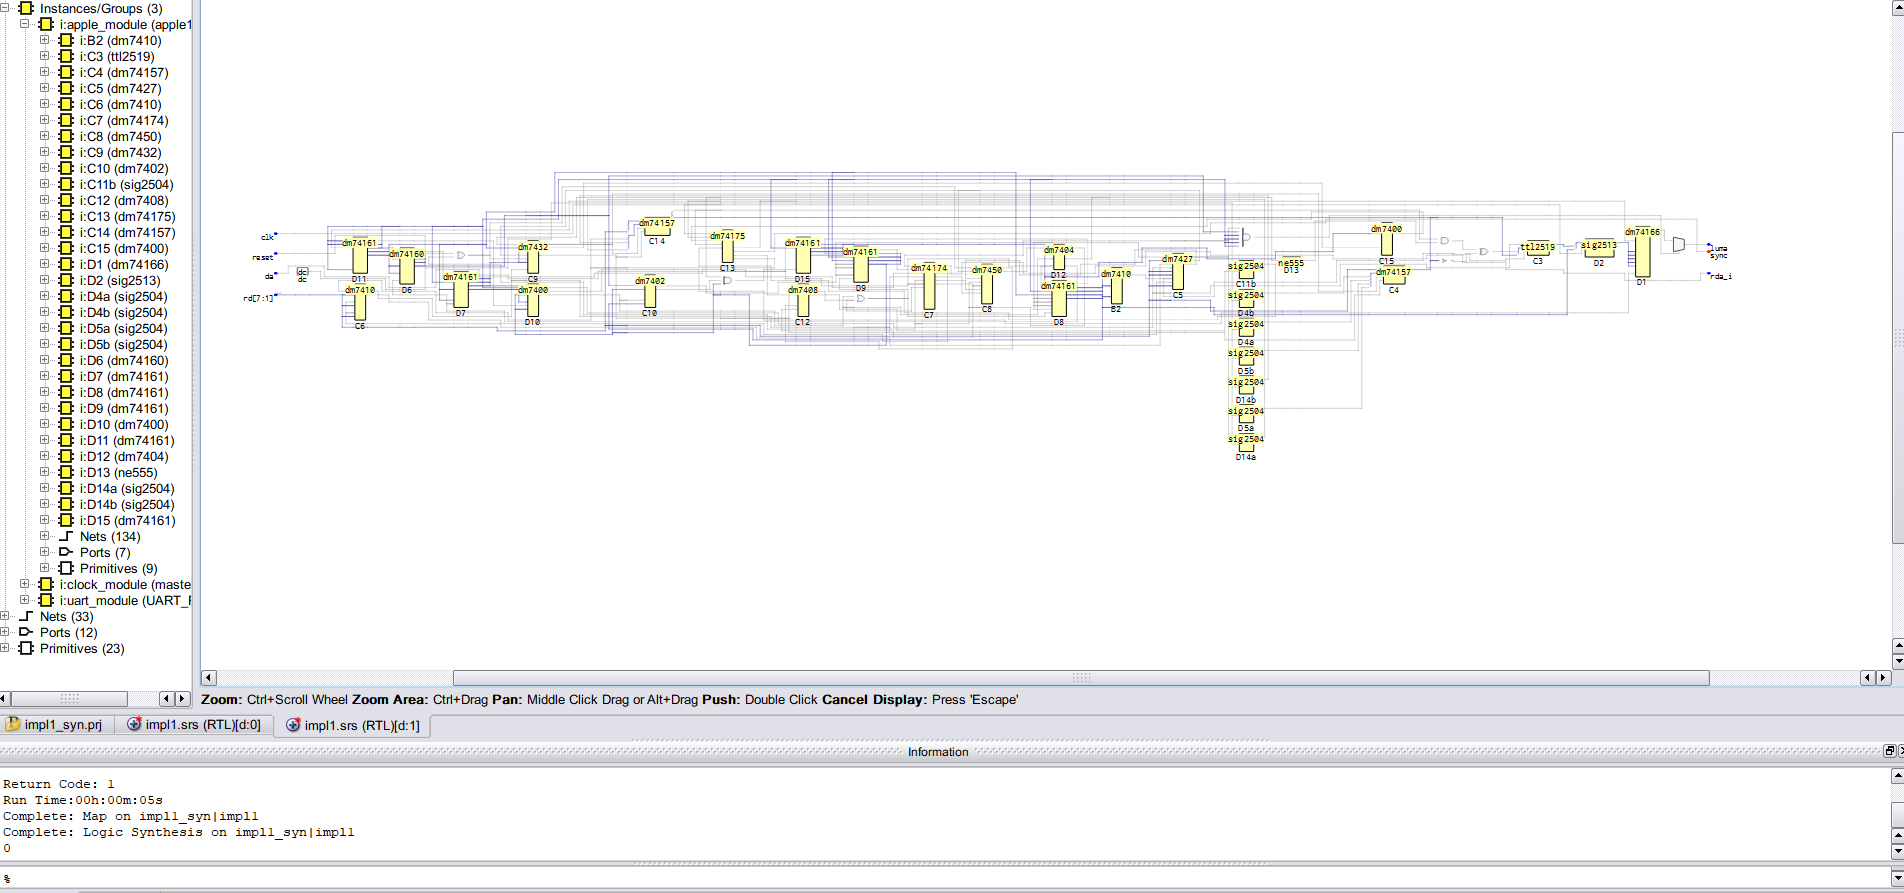 Instances/Groups (3)
i:apple_module (apple1
i:B2 (dm7410)
i:C3 (ttl2519)
i:C4 (dm74157)
i:C5 (dm7427)
i:C6 (dm7410)
i:C7 (dm74174)
i:C8 (dm7450)
i:C9 (dm7432)
i:C10 (dm7402)
i:C11b (sig2504)
i:C12 (dm7408)
i:C13 (dm74175)
i:C14 (dm74157)
i:C15 (dm7400)
i:D1 (dm74166)
i:D2 (sig2513)
i:D4a (sig2504)
i:D4b (sig2504)
i:D5a (sig2504)
i:D5b (sig2504)
i:D6 (dm74160)
i:D7 (dm74161)
i:D8 (dm74161)
i:D9 (dm74161)
i:D10 (dm7400)
i:D11 (dm74161)
i:D12 (dm7404)
i:D13 (ne555)
i:D14a (sig2504)
i:D14b (sig2504)
i:D15 (dm74161)
Nets (134)
Ports (7)
Primitives (9)
i:clock_module (maste
i:uart_module (UART_F
Nets (33)
Ports (12)
Primitives (23)
clk
reset
da
rd[7:1]
dc
dc
dm74161
D11
dm7410
C6
dm74160
D6
dm74161
D7
dm7432
C9
dm7400
D10
dm74157
C14
dm7402
C10
dm74175
C13
dm74161
D15
dm7408
C12
dm74161
D9
dm74174
C7
dm7450
C8
dm7404
D12
dm74161
D8
dm7410
B2
dm7427
C5
sig2504
C11b
sig2504
D4b
sig2504
D4a
sig2504
D5b
sig2504
D14b
sig2504
D5a
sig2504
D14a
ne555
D13
dm7400
C15
dm74157
C4
ttl2519
C3
sig2513
D2
dm74166
D1
luma
sync
rda_i
Zoom: Ctrl+Scroll Wheel Zoom Area: Ctrl+Drag Pan: Middle Click Drag or Alt+Drag Push: Double Click Cancel Display: Press 'Escape'
impl1_syn.prj
impl1.srs (RTL)[d:0]
impl1.srs (RTL)[d:1]
Information
Return Code: 1
Run Time:00h:00m:05s
Complete: Map on impl1_syn|impl1
Complete: Logic Synthesis on impl1_syn|impl1
0
%